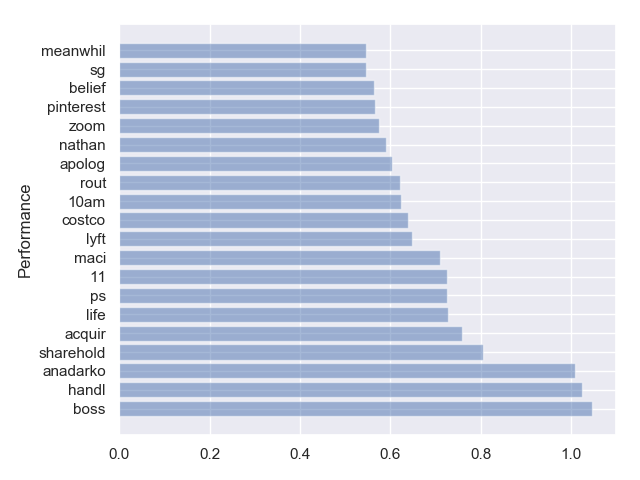 meanwhil
sg
belief
pinterest
zoom
nathan
apolog
rout
10am
costco
lyft
maci
11
ps
life
acquir
sharehold
anadarko
handl
boss
Performance
0.0 0.2 0.4 0.6 0.8 1.0